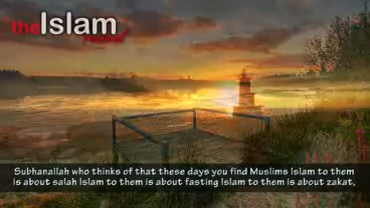 theIslam
Subhanallah who thinks of that these days you find Muslims Islam to them
is about salah Islam to them is about fasting Islam to them is about zakat,